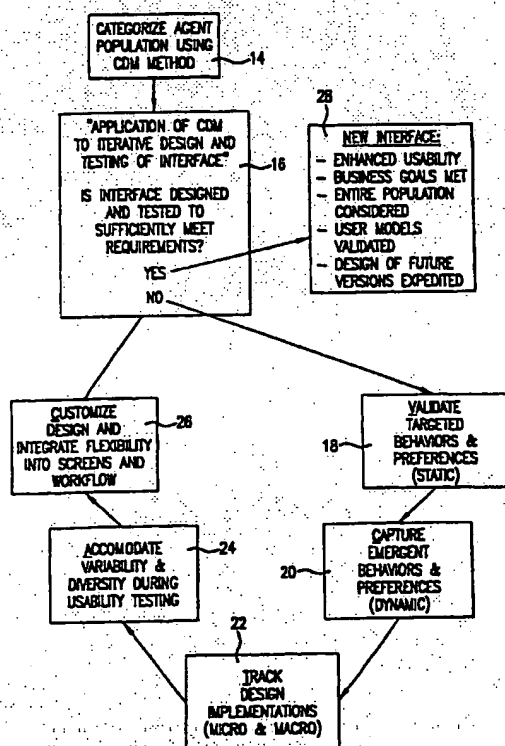 CATEGORIZE AGENT
POPULATION USING
CDM METHOD
14
"APPLICATION OF CDM
TO ITERATIVE DESIGN AND
TESTING OF INTERFACE"
16
IS INTERFACE DESIGNED
AND TESTED TO
SUFFICIENTLY MEET
REQUIREMENTS?
YES
NO
28
NEW INTERFACE:
- ENHANCED USABILITY
- BUSINESS GOALS MET
- ENTIRE POPULATION
CONSIDERED
- USER MODELS
VALIDATED
- DESIGN OF FUTURE
VERSIONS EXPEDITED
VALIDATE
TARGETED
BEHAVIORS &
PREFERENCES
(STATIC)
18
CAPTURE
EMERGENT
BEHAVIORS &
PREFERENCES
(DYNAMIC)
20
22
TRACK
DESIGN
IMPLEMENTATIONS
(MICRO & MACRO)
ACCOMODATE
VARIABILITY
& DIVERSITY DURING
USABILITY TESTING
24
CUSTOMIZE
DESIGN AND
INTEGRATE FLEXIBILITY
INTO SCREENS AND
WORKFLOW
26